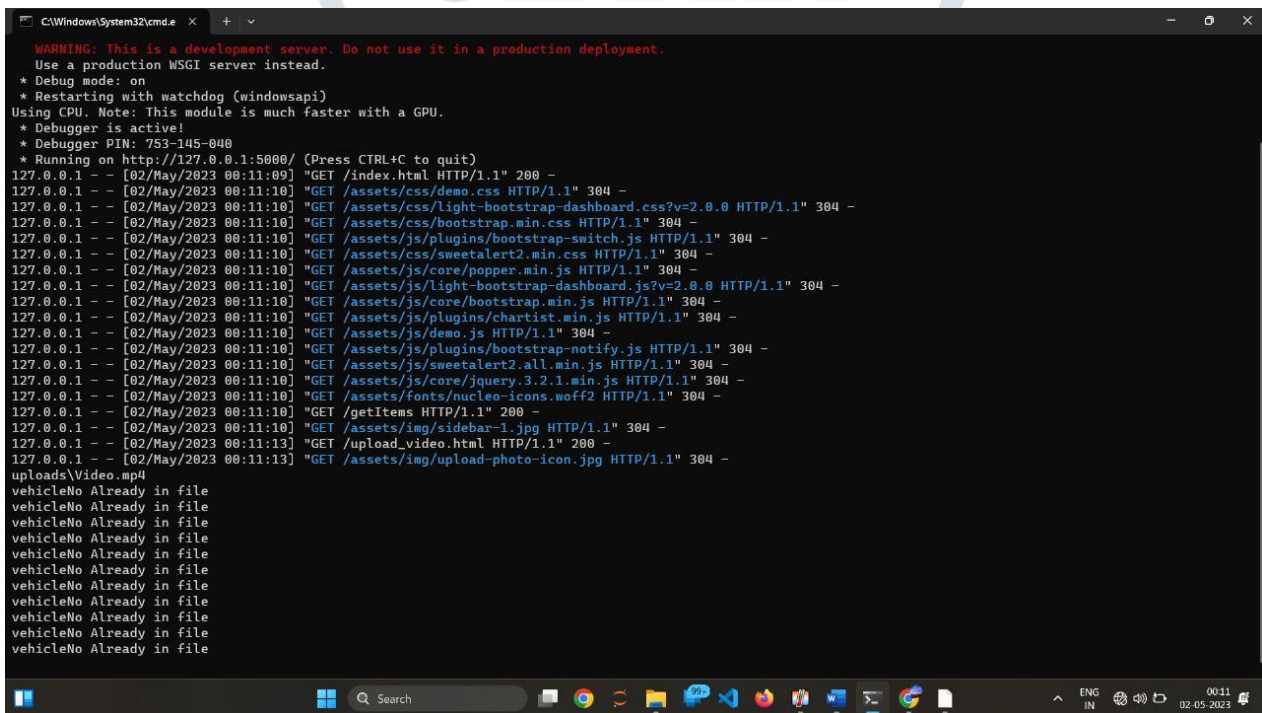 C:\Windows\System32\cmd.e
WARNING: This is a development server. Do not use it in a production deployment.
Use a production WSGI server instead.
* Debug mode: on
* Restarting with watchdog (windowsapi)
Using CPU. Note: This module is much faster with a GPU.
* Debugger is active!
* Debugger PIN: 753-145-040
* Running on http://127.0.0.1:5000/ (Press CTRL+C to quit)
127.0.0.1 - - [02/May/2023 00:11:09] "GET /index.html HTTP/1.1" 200 -
127.0.0.1 - - [02/May/2023 00:11:10] "GET /assets/css/demo.css HTTP/1.1" 304 -
127.0.0.1 - - [02/May/2023 00:11:10] "GET /assets/css/light-bootstrap-dashboard.css?v=2.0.0 HTTP/1.1" 304 -
127.0.0.1 - - [02/May/2023 00:11:10] "GET /assets/css/bootstrap.min.css HTTP/1.1" 304 -
127.0.0.1 - - [02/May/2023 00:11:10] "GET /assets/js/plugins/bootstrap-switch.js HTTP/1.1" 304 -
127.0.0.1 - - [02/May/2023 00:11:10] "GET /assets/css/sweetalert2.min.css HTTP/1.1" 304 -
127.0.0.1 - - [02/May/2023 00:11:10] "GET /assets/js/core/popper.min.js HTTP/1.1" 304 -
127.0.0.1 - - [02/May/2023 00:11:10] "GET /assets/js/light-bootstrap-dashboard.js?v=2.0.0 HTTP/1.1" 304 -
127.0.0.1 - - [02/May/2023 00:11:10] "GET /assets/js/core/bootstrap.min.js HTTP/1.1" 304 -
127.0.0.1 - - [02/May/2023 00:11:10] "GET /assets/js/plugins/chartist.min.js HTTP/1.1" 304 -
127.0.0.1 - - [02/May/2023 00:11:10] "GET /assets/js/demo.js HTTP/1.1" 304 -
127.0.0.1 - - [02/May/2023 00:11:10] "GET /assets/js/plugins/bootstrap-notify.js HTTP/1.1" 304 -
127.0.0.1 - - [02/May/2023 00:11:10] "GET /assets/js/sweetalert2.all.min.js HTTP/1.1" 304 -
127.0.0.1 - - [02/May/2023 00:11:10] "GET /assets/js/core/jquery.3.2.1.min.js HTTP/1.1" 304 -
127.0.0.1 - - [02/May/2023 00:11:10] "GET /assets/fonts/nucleo-icons.woff2 HTTP/1.1" 304 -
127.0.0.1 - - [02/May/2023 00:11:10] "GET /getItems HTTP/1.1" 200 -
127.0.0.1 - - [02/May/2023 00:11:10] "GET /assets/img/sidebar-1.jpg HTTP/1.1" 304 -
127.0.0.1 - - [02/May/2023 00:11:13] "GET /upload_video.html HTTP/1.1" 200 -
127.0.0.1 - - [02/May/2023 00:11:13] "GET /assets/img/upload-photo-icon.jpg HTTP/1.1" 304 -
uploads\Video.mp4
vehicleNo Already in file
vehicleNo Already in file
vehicleNo Already in file
vehicleNo Already in file
vehicleNo Already in file
vehicleNo Already in file
vehicleNo Already in file
vehicleNo Already in file
vehicleNo Already in file
vehicleNo Already in file
vehicleNo Already in file
Search
99+
ENG
IN
00:11
02-05-2023